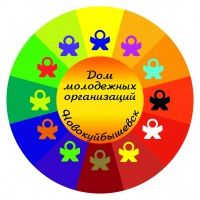 Дом
молодежных
организаций
Новокуйбышевск